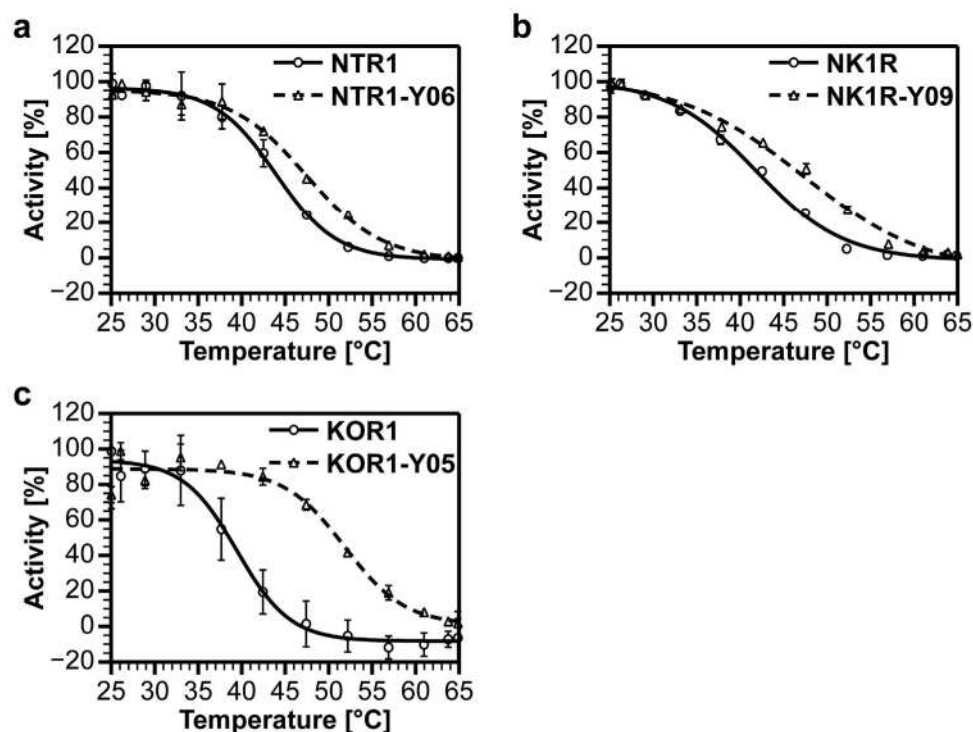 a
120
100
80
60
40
20
0
−20
Activity [%]
NTR1
NTR1-Y06
25 30 35 40 45 50 55 60 65
Temperature [°C]
b
120
100
80
60
40
20
0
−20
Activity [%]
NK1R
NK1R-Y09
25 30 35 40 45 50 55 60 65
Temperature [°C]
c
120
100
80
60
40
20
0
−20
Activity [%]
KOR1
KOR1-Y05
25 30 35 40 45 50 55 60 65
Temperature [°C]